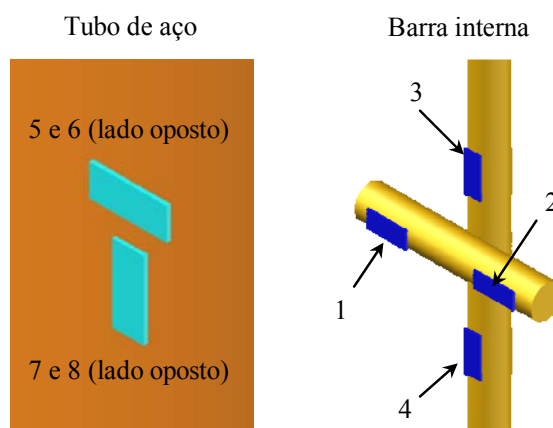 Tubo de aço
Barra interna
5 e 6 (lado oposto)
7 e 8 (lado oposto)
3
2
1
4